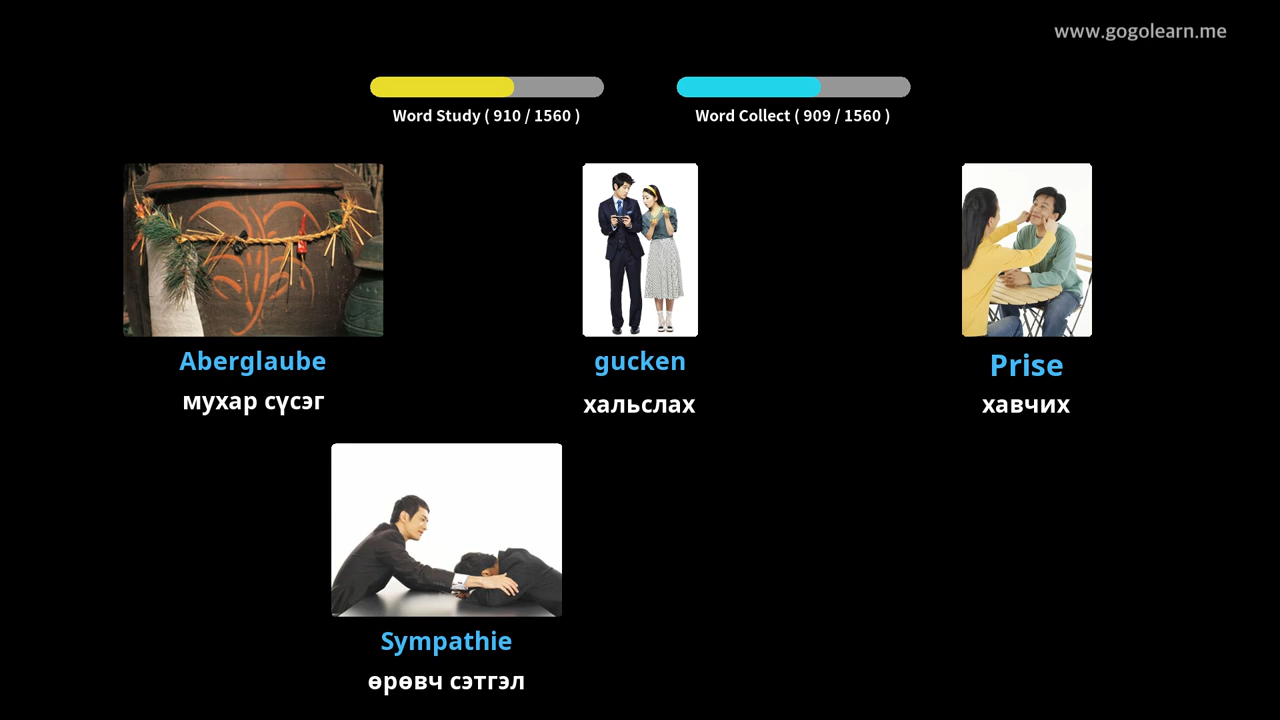 www.gogolearn.me
Word Study ( 910 / 1560 )
Word Collect ( 909 / 1560 )
Aberglaube
мухар сүсэг
gucken
хальслах
Prise
хавчих
Sympathie
өрөвч сэтгэл